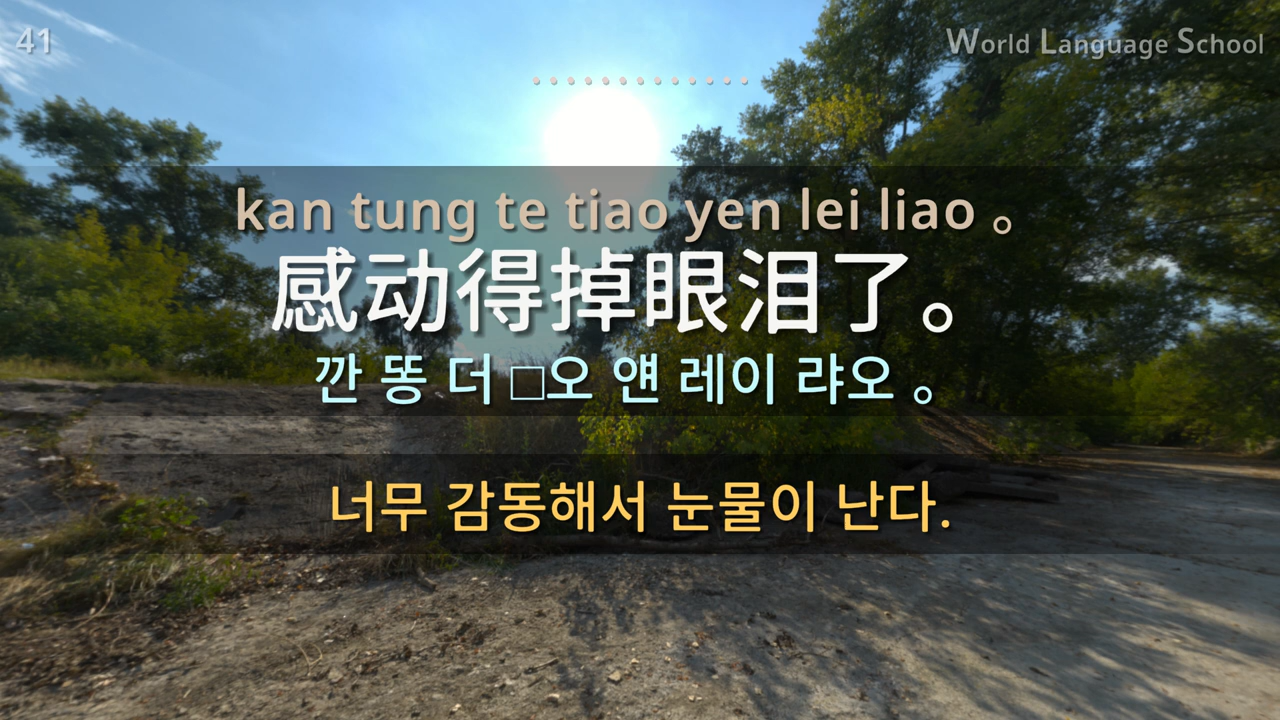 41
World Language School
kan tung te tiao yen lei liao 。
感动得掉眼泪了。
깐 똥 더 □오 얜 레이 랴오 。
너무 감동해서 눈물이 난다.